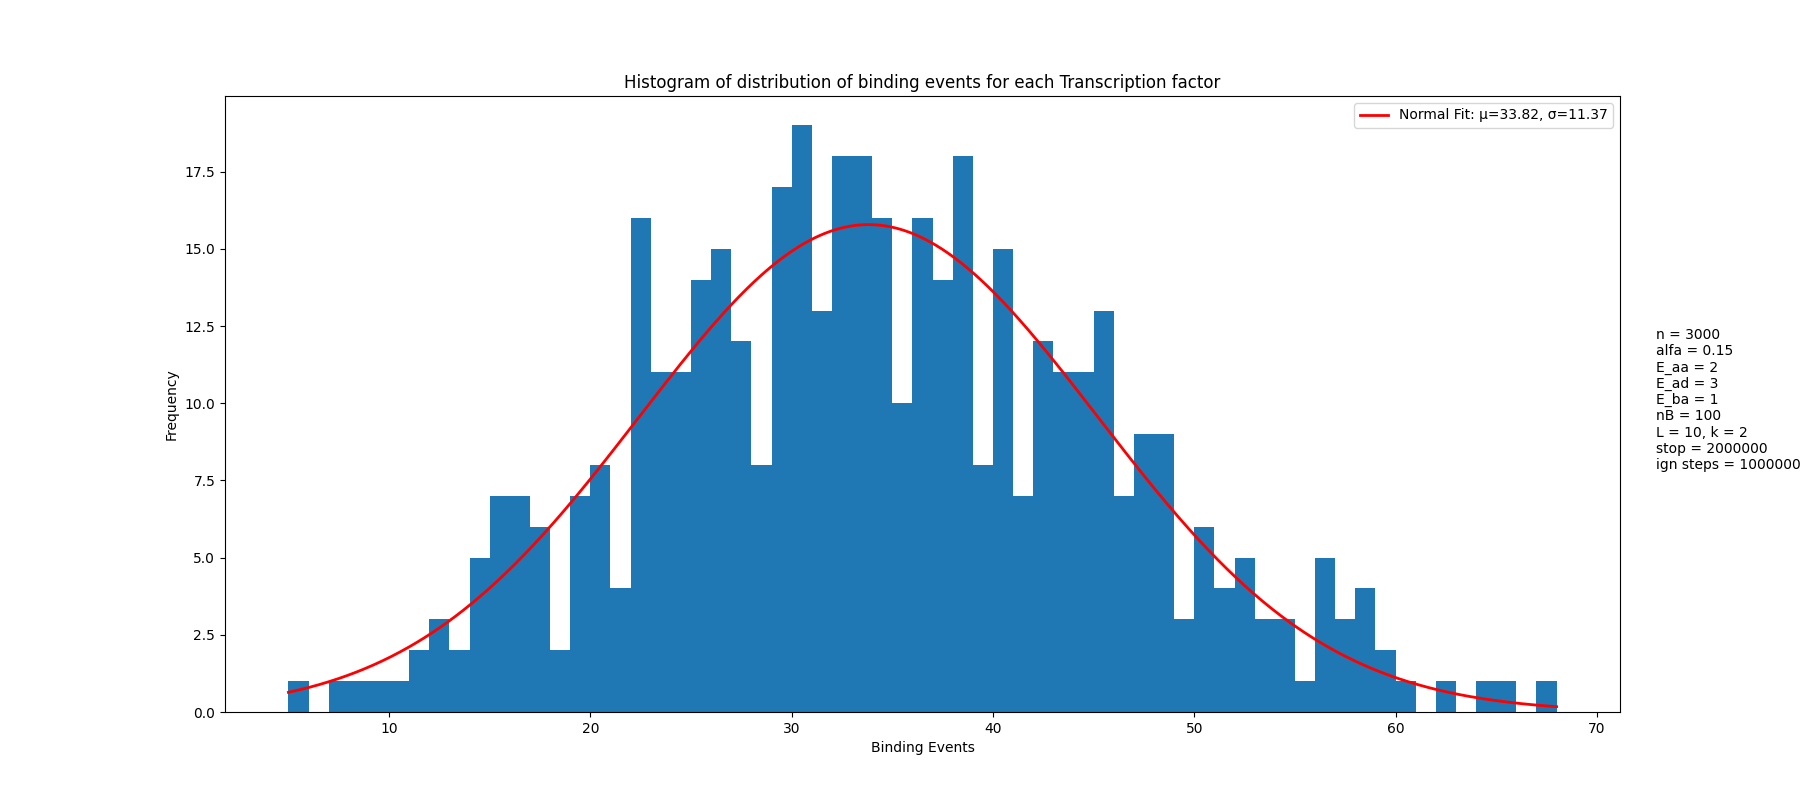 Histogram of distribution of binding events for each Transcription factor
Normal Fit: μ=33.82, σ=11.37
Frequency
17.5
15.0
12.5
10.0
7.5
5.0
2.5
0.0
10 20 30 40 50 60 70
Binding Events
n = 3000
alfa = 0.15
E_aa = 2
E_ad = 3
E_ba = 1
nB = 100
L = 10, k = 2
stop = 2000000
ign steps = 1000000